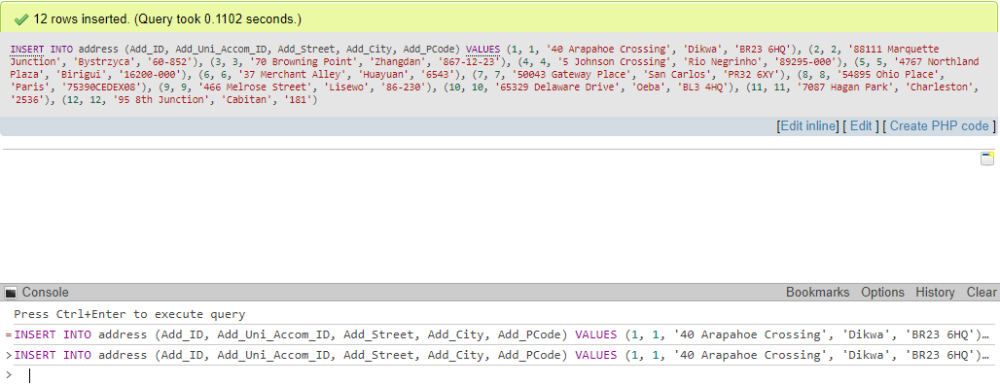 12 rows inserted. (Query took 0.1102 seconds.)
INSERT INTO address (Add_ID, Add_Uni_Accom_ID, Add_Street, Add_City, Add_PCode) VALUES (1, 1, '40 Arapahoe Crossing', 'Dikwa', 'BR23 6HQ'), (2, 2, '88111 Marquette
Junction', 'Bystrzyca', '60-852'), (3, 3, '70 Browning Point', 'Zhangdan', '867-12-23'), (4, 4, '5 Johnson Crossing', 'Rio Negrinho', '89295-000'), (5, 5, '4767 Northland
Plaza', 'Birigui', '16200-000'), (6, 6, '37 Merchant Alley', 'Huayuan', '6543'), (7, 7, '50043 Gateway Place', 'San Carlos', 'PR32 6XY'), (8, 8, '54895 Ohio Place',
'Paris', '75390CEDEX08'), (9, 9, '466 Melrose Street', 'Lisewo', '86-230'), (10, 10, '65329 Delaware Drive', 'Oeba', 'BL3 4HQ'), (11, 11, '7087 Hagan Park', 'Charleston',
'2536'), (12, 12, '95 8th Junction', 'Cabitan', '181')
[Edit inline] [ Edit ] [ Create PHP code ]
Console Bookmarks Options History Clear
Press Ctrl+Enter to execute query
=INSERT INTO address (Add_ID, Add_Uni_Accom_ID, Add_Street, Add_City, Add_PCode) VALUES (1, 1, '40 Arapahoe Crossing', 'Dikwa', 'BR23 6HQ')…
>INSERT INTO address (Add_ID, Add_Uni_Accom_ID, Add_Street, Add_City, Add_PCode) VALUES (1, 1, '40 Arapahoe Crossing', 'Dikwa', 'BR23 6HQ')…
>